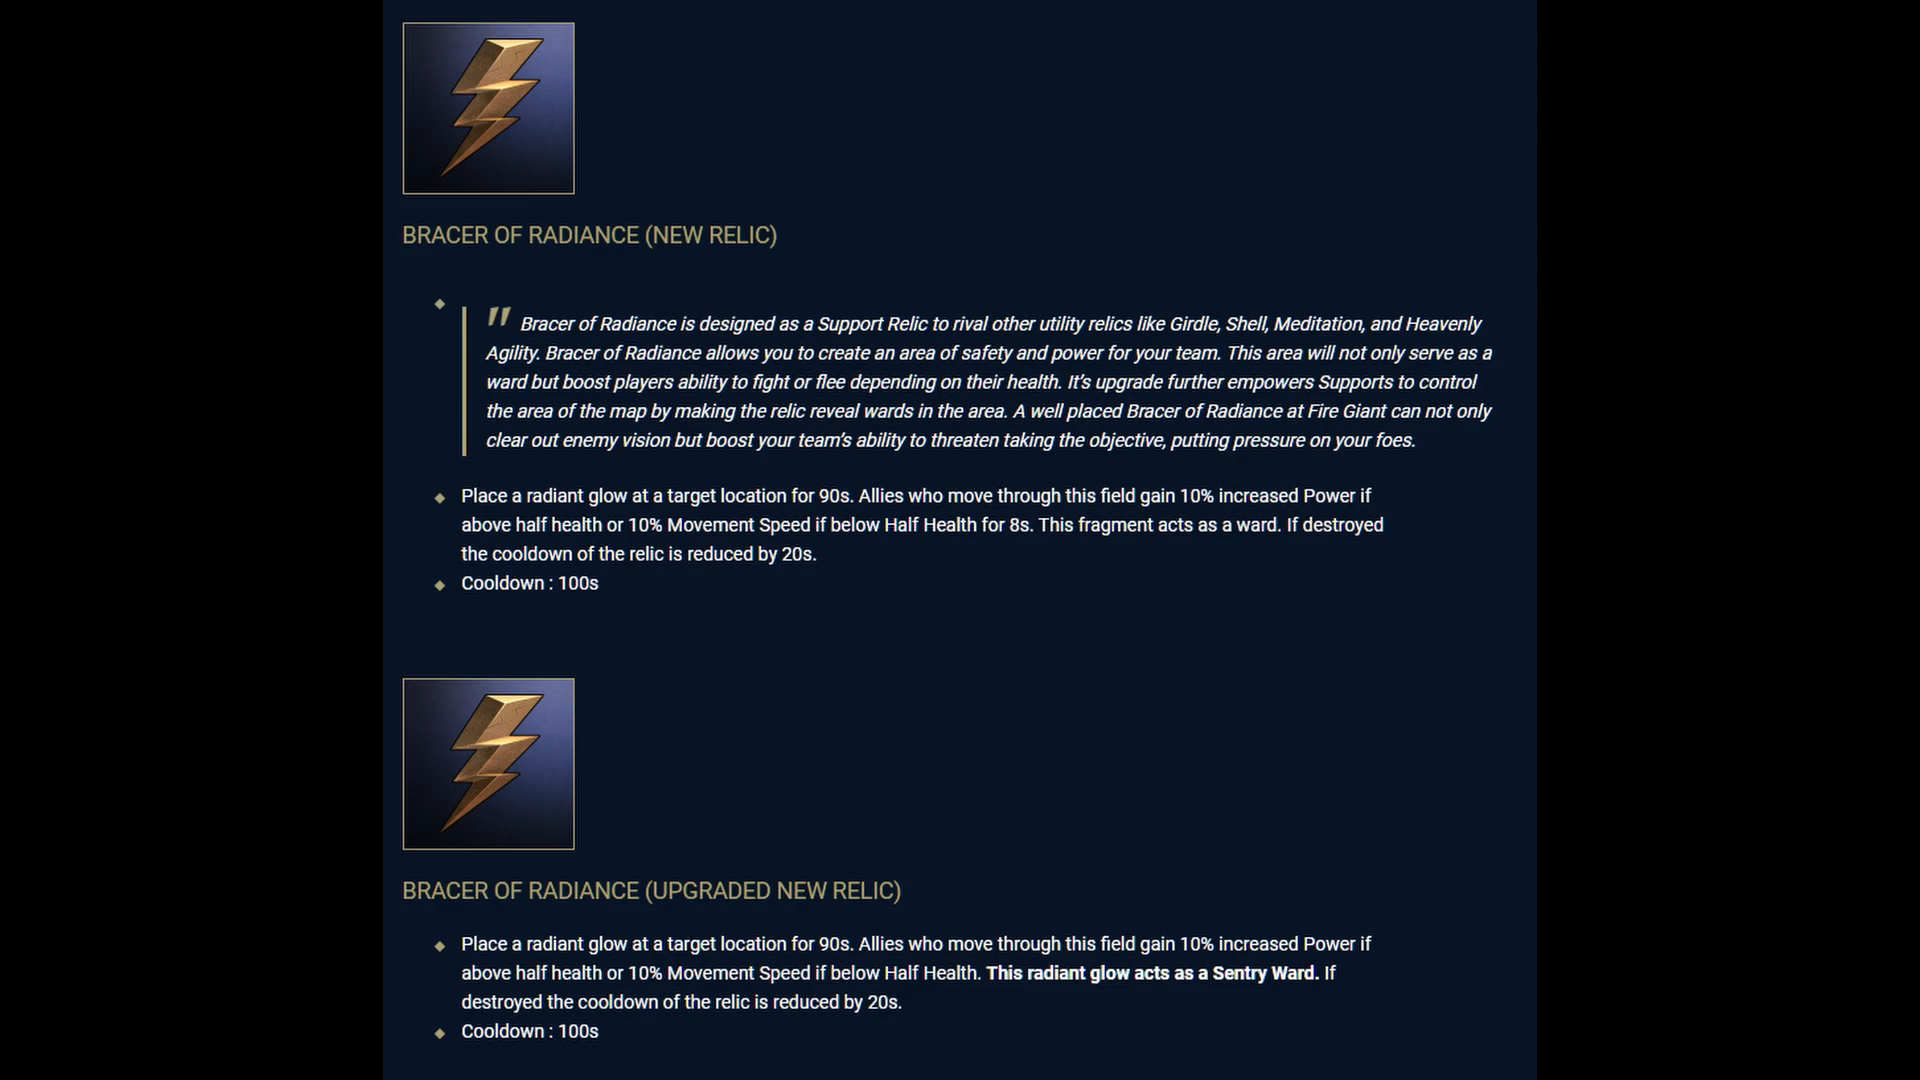 BRACER OF RADIANCE (NEW RELIC)
" Bracer of Radiance is designed as a Support Relic to rival other utility relics like Girdle, Shell, Meditation, and Heavenly
Agility. Bracer of Radiance allows you to create an area of safety and power for your team. This area will not only serve as a
ward but boost players ability to fight or flee depending on their health. It’s upgrade further empowers Supports to control
the area of the map by making the relic reveal wards in the area. A well placed Bracer of Radiance at Fire Giant can not only
clear out enemy vision but boost your team’s ability to threaten taking the objective, putting pressure on your foes.
Place a radiant glow at a target location for 90s. Allies who move through this field gain 10% increased Power if
above half health or 10% Movement Speed if below Half Health for 8s. This fragment acts as a ward. If destroyed
the cooldown of the relic is reduced by 20s.
Cooldown : 100s
BRACER OF RADIANCE (UPGRADED NEW RELIC)
Place a radiant glow at a target location for 90s. Allies who move through this field gain 10% increased Power if
above half health or 10% Movement Speed if below Half Health. This radiant glow acts as a Sentry Ward. If
destroyed the cooldown of the relic is reduced by 20s.
Cooldown : 100s